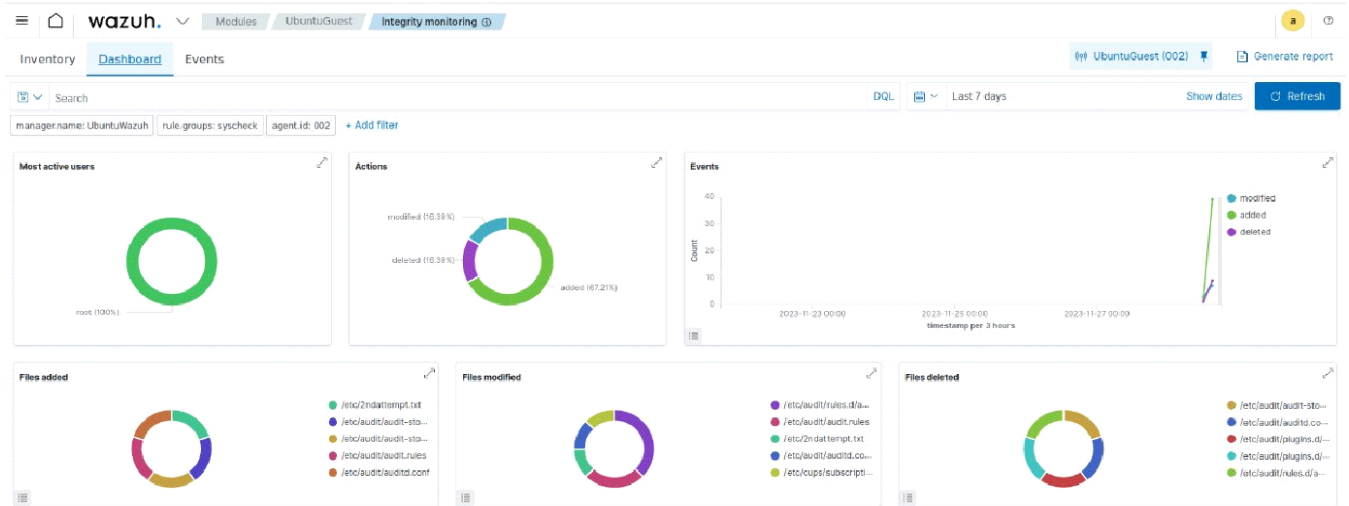 wazuh. Modules UbuntuGuest Integrity monitoring a
Inventory Dashboard Events UbuntuGuest (002) Generate report
Search DQL Last 7 days Show dates Refresh
manager.name: UbuntuWazuh rule.groups: syscheck agent.id: 002 + Add filter
Most active users
root (100%)
Actions
modified (16.39%)
deleted (16.39%)
added (67.21%)
Events
Count
40
30
20
10
0
2023-11-23 00:00 2023-11-25 00:00 2023-11-27 00:00
timestamp per 3 hours
modified
added
deleted
Files added
/etc/2ndattempt.txt
/etc/audit/audit-sto...
/etc/audit/audit-sto...
/etc/audit/audit.rules
/etc/audit/auditd.conf
Files modified
/etc/audit/rules.d/a...
/etc/audit/audit.rules
/etc/2ndattempt.txt
/etc/audit/auditd.co...
/etc/cups/subscripti...
Files deleted
/etc/audit/audit-sto...
/etc/audit/auditd.co...
/etc/audit/plugins.d/...
/etc/audit/plugins.d/...
/etc/audit/rules.d/a...